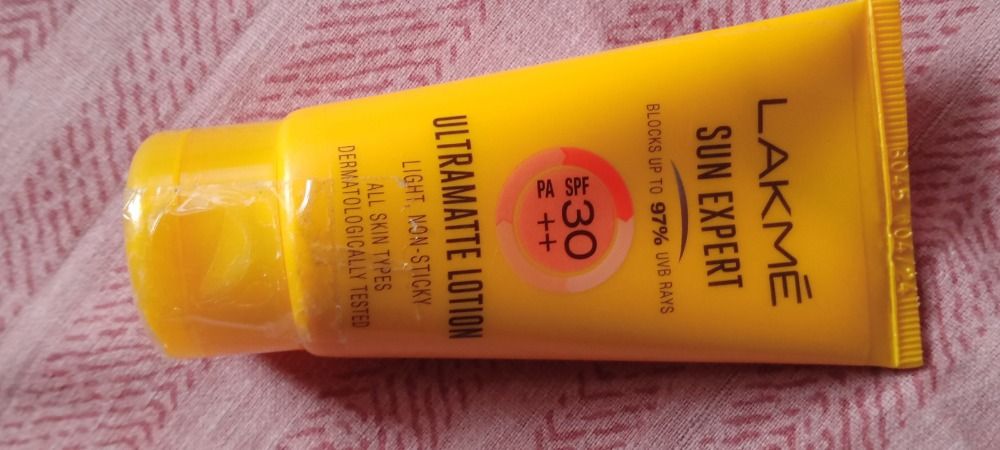 LAKMÉ
SUN EXPERT
BLOCKS UP TO 97% UVB RAYS
SPF
30
PA
++
ULTRAMATTE LOTION
LIGHT, NON-STICKY
ALL SKIN TYPES
DERMATOLOGICALLY TESTED